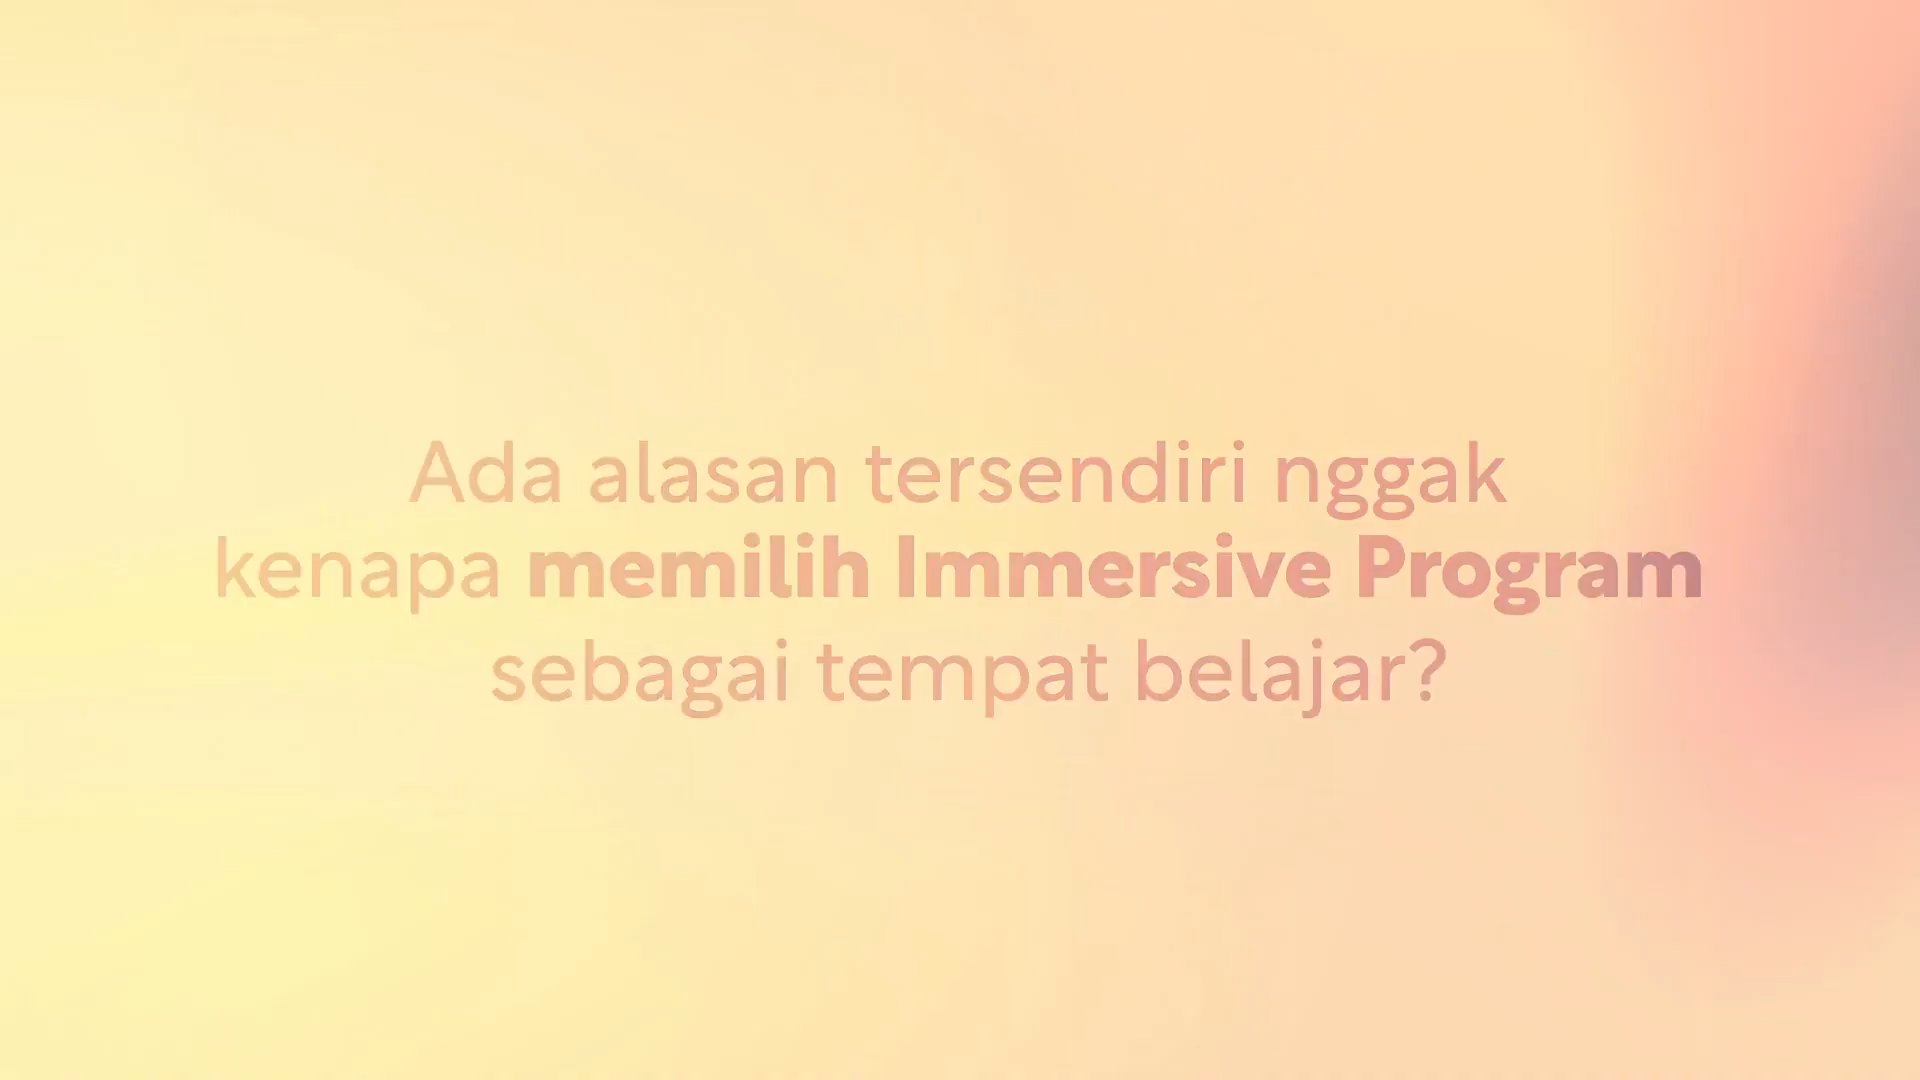 Ada alasan tersendiri nggak
kenapa memilih Immersive Program
sebagai tempat belajar?